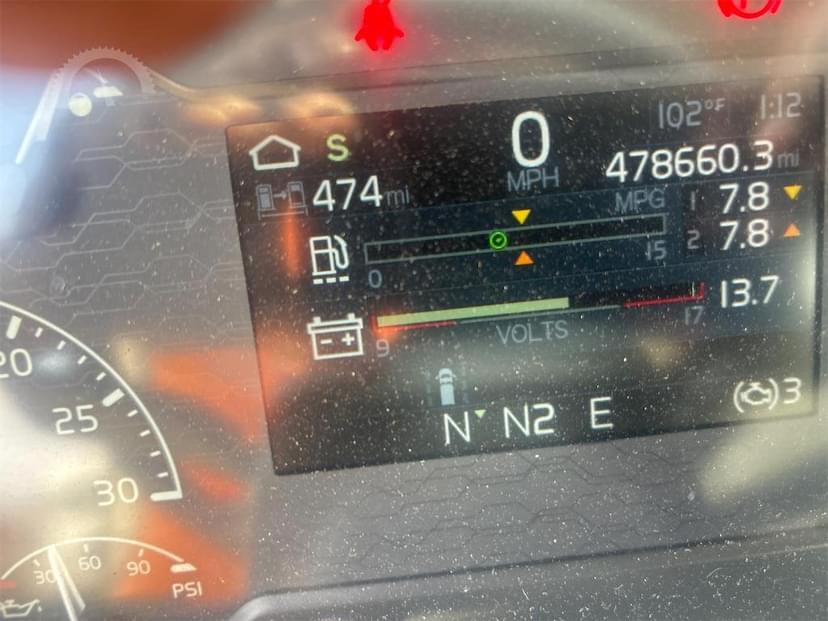 S 0 102°F 1:12
MPH 478660.3 mi
474 mi
MPG 1 7.8
2 7.8
0 15
13.7
VOLTS
9 17
N N2 E 3
20
25
30
30 60 90
PSI